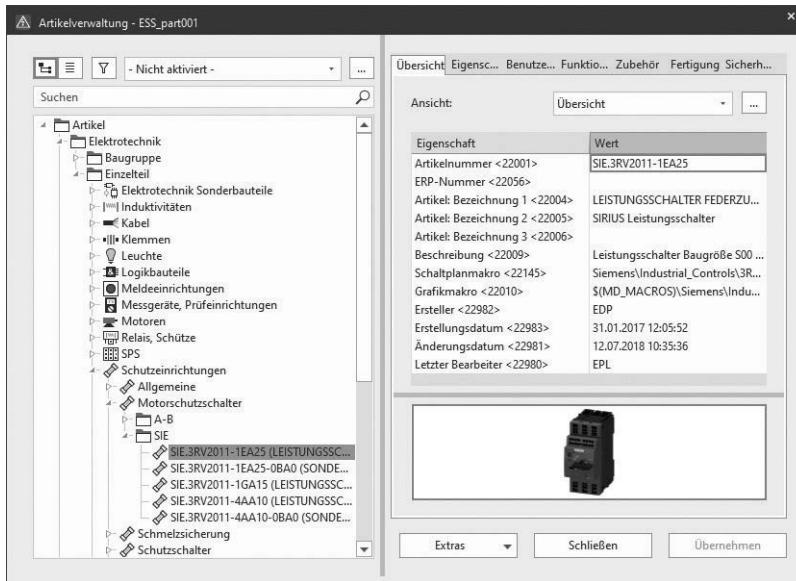 Artikelverwaltung - ESS_part001
- Nicht aktiviert -
...
Suchen
Artikel
Elektrotechnik
Baugruppe
Einzelteil
Elektrotechnik Sonderbauteile
Induktivitäten
Kabel
Klemmen
Leuchte
Logikbauteile
Meldeeinrichtungen
Messgeräte, Prüfeinrichtungen
Motoren
Relais, Schütze
SPS
Schutzeinrichtungen
Allgemeine
Motorschutzschalter
A-B
SIE
SIE.3RV2011-1EA25 (LEISTUNGSSC...
SIE.3RV2011-1EA25-0BA0 (SONDE...
SIE.3RV2011-1GA15 (LEISTUNGSSC...
SIE.3RV2011-4AA10 (LEISTUNGSSC...
SIE.3RV2011-4AA10-0BA0 (SONDE...
Schmelzsicherung
Schutzschalter
Übersicht Eigensc... Benutze... Funktio... Zubehör Fertigung Sicherh...
Ansicht: Übersicht ...
Eigenschaft Wert
Artikelnummer <22001> SIE.3RV2011-1EA25
ERP-Nummer <22056>
Artikel: Bezeichnung 1 <22004> LEISTUNGSSCHALTER FEDERZU...
Artikel: Bezeichnung 2 <22005> SIRIUS Leistungsschalter
Artikel: Bezeichnung 3 <22006>
Beschreibung <22009> Leistungsschalter Baugröße S00 ...
Schaltplanmakro <22145> Siemens\Industrial_Controls\3R...
Grafikmakro <22010> $(MD_MACROS)\Siemens\Indu...
Ersteller <22982> EDP
Erstellungsdatum <22983> 31.01.2017 12:05:52
Änderungsdatum <22981> 12.07.2018 10:35:36
Letzter Bearbeiter <22980> EPL
Extras Schließen Übernehmen